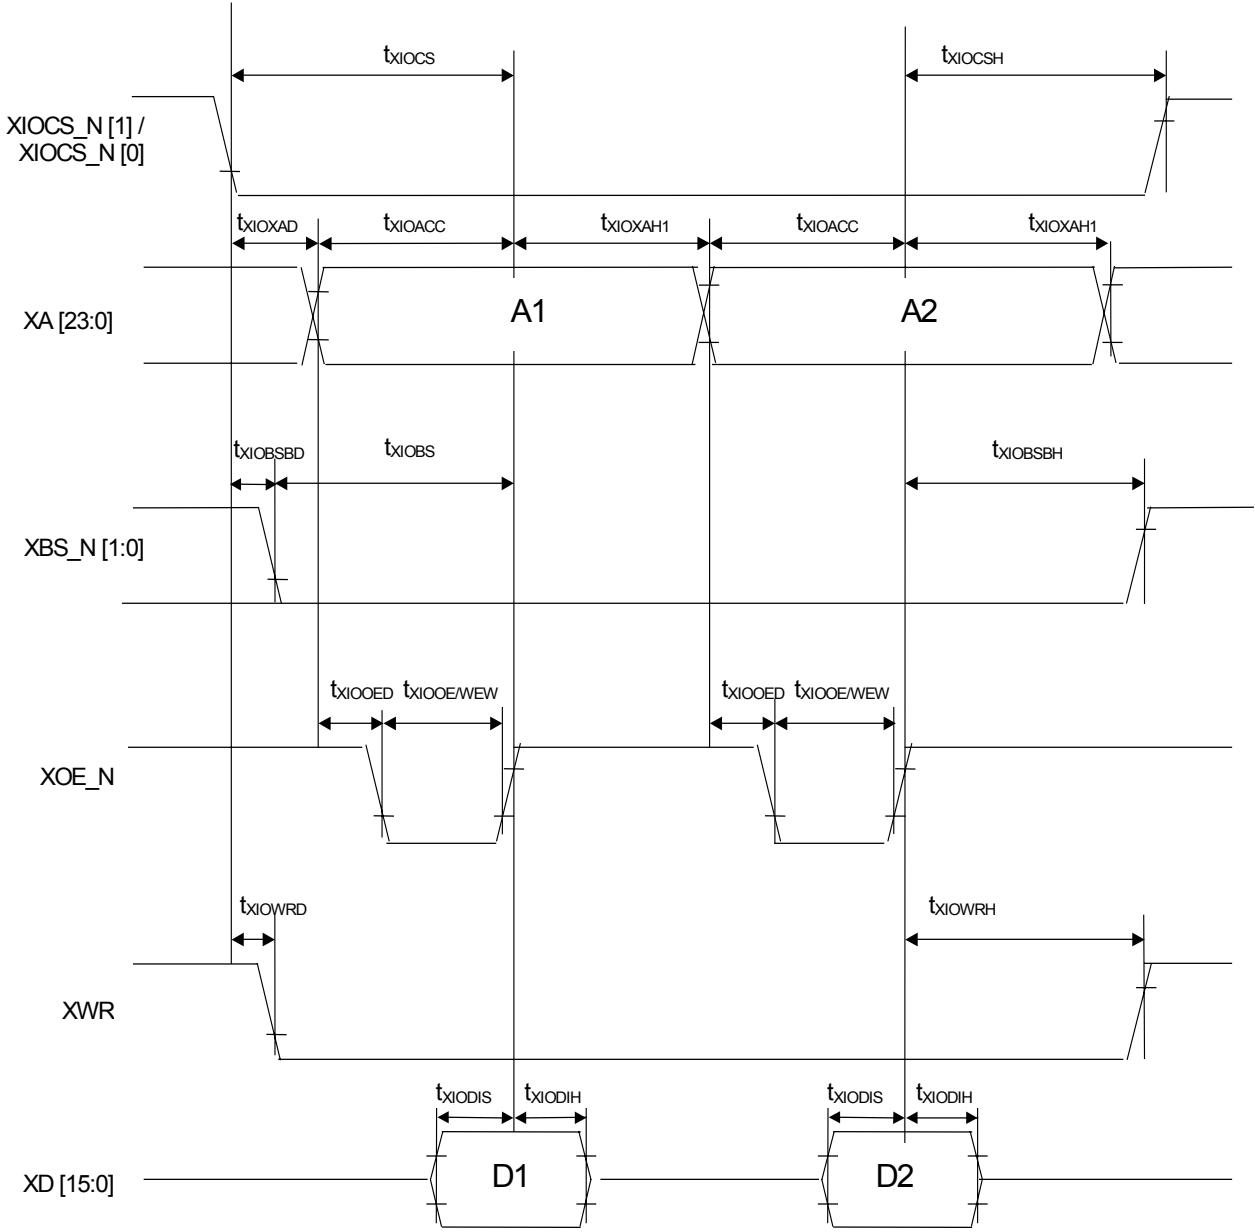 tXIOCS
tXIOCSH
XIOCS_N [1] /
XIOCS_N [0]
tXIOXAD
tXIOACC
tXIOXAH1
tXIOACC
tXIOXAH1
XA [23:0]
A1
A2
tXIOBSBD
tXIOBS
tXIOBSBH
XBS_N [1:0]
tXIOOED
tXIOOE/WEW
tXIOOED
tXIOOE/WEW
XOE_N
tXIOWRD
tXIOWRH
XWR
tXIODIS
tXIODIH
tXIODIS
tXIODIH
XD [15:0]
D1
D2